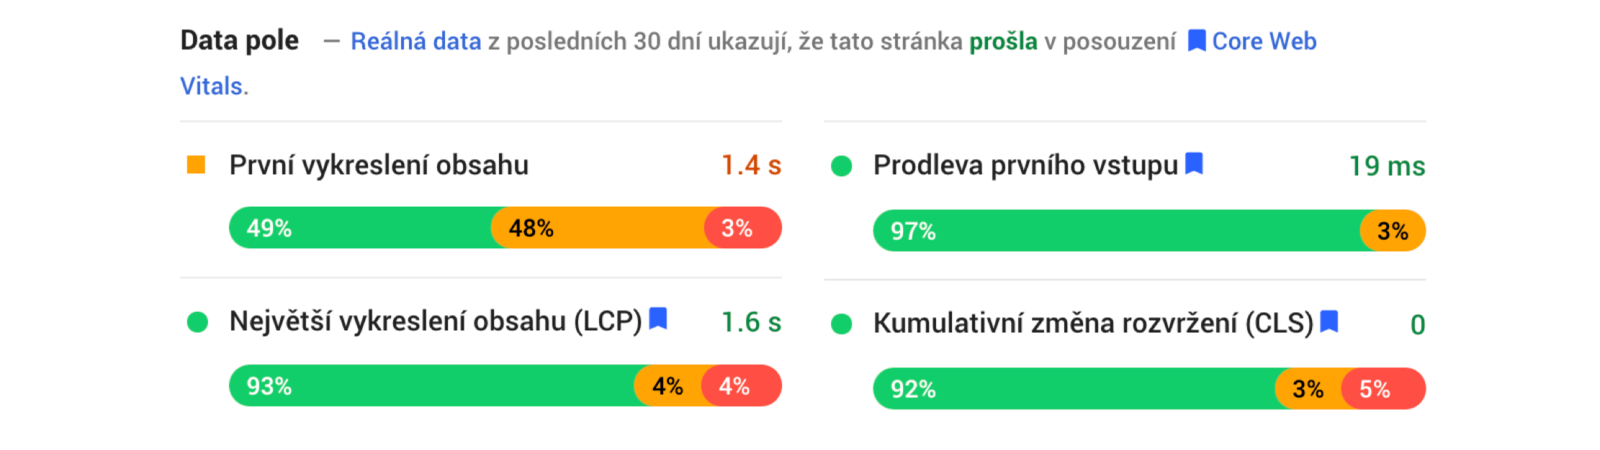 Data pole — Reálná data z posledních 30 dní ukazují, že tato stránka prošla v posouzení Core Web
Vitals.
První vykreslení obsahu 1.4 s
49% 48% 3%
Prodleva prvního vstupu 19 ms
97% 3%
Největší vykreslení obsahu (LCP) 1.6 s
93% 4% 4%
Kumulativní změna rozvržení (CLS) 0
92% 3% 5%